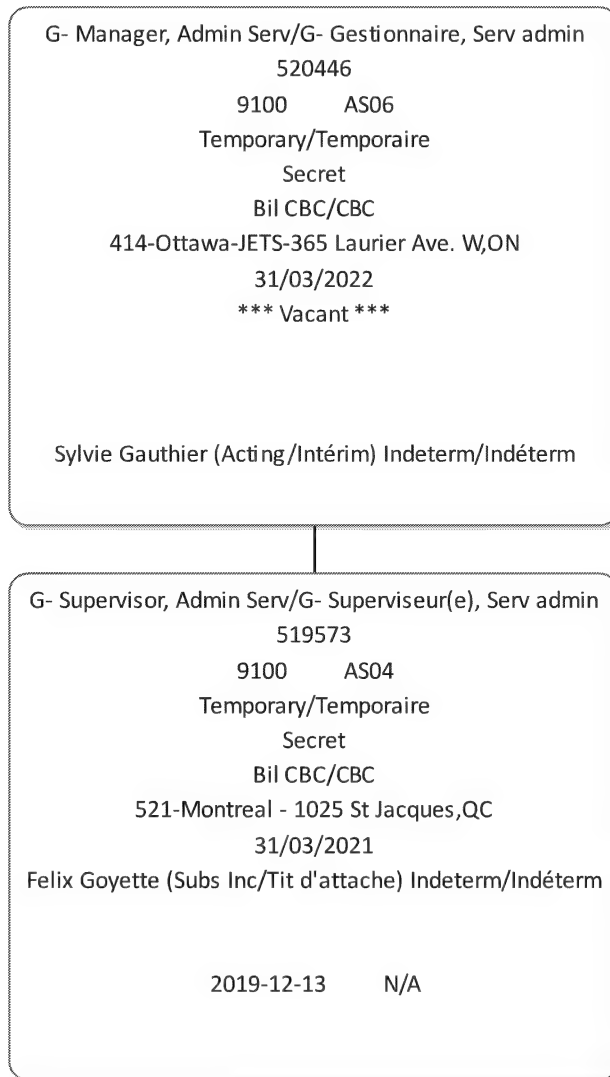 G- Manager, Admin Serv/G- Gestionnaire, Serv admin
520446
9100 AS06
Temporary/Temporaire
Secret
Bil CBC/CBC
414-Ottawa-JETS-365 Laurier Ave. W,ON
31/03/2022
*** Vacant ***
Sylvie Gauthier (Acting/Intérim) Indeterm/Indéterm
G- Supervisor, Admin Serv/G- Superviseur(e), Serv admin
519573
9100 AS04
Temporary/Temporaire
Secret
Bil CBC/CBC
521-Montreal - 1025 St Jacques,QC
31/03/2021
Felix Goyette (Subs Inc/Tit d'attache) Indeterm/Indéterm
2019-12-13 N/A